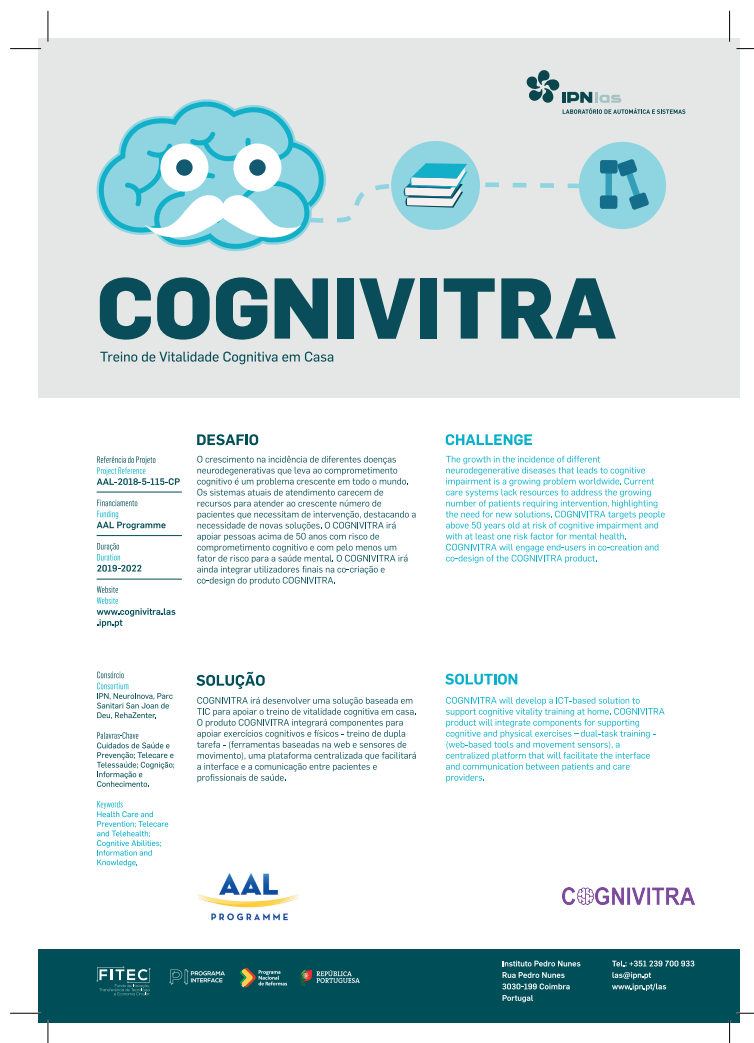 IPNlas
LABORATÓRIO DE AUTOMÁTICA E SISTEMAS
COGNIVITRA
Treino de Vitalidade Cognitiva em Casa
Referência do Projeto
Project Reference
AAL-2018-5-115-CP
Financiamento
Funding
AAL Programme
Duração
Duration
2019-2022
Website
Website
www.cognivitra.las
.ipn.pt
DESAFIO
O crescimento na incidência de diferentes doenças
neurodegenerativas que leva ao comprometimento
cognitivo é um problema crescente em todo o mundo.
Os sistemas atuais de atendimento carecem de
recursos para atender ao crescente número de
pacientes que necessitam de intervenção, destacando a
necessidade de novas soluções. O COGNIVITRA irá
apoiar pessoas acima de 50 anos com risco de
comprometimento cognitivo e com pelo menos um
fator de risco para a saúde mental. O COGNIVITRA irá
ainda integrar utilizadores finais na co-criação e
co-design do produto COGNIVITRA.
CHALLENGE
The growth in the incidence of different
neurodegenerative diseases that leads to cognitive
impairment is a growing problem worldwide. Current
care systems lack resources to address the growing
number of patients requiring intervention, highlighting
the need for new solutions. COGNIVITRA targets people
above 50 years old at risk of cognitive impairment and
with at least one risk factor for mental health.
COGNIVITRA will engage end-users in co-creation and
co-design of the COGNIVITRA product.
Consórcio
Consortium
IPN, NeuroInova, Parc
Sanitari San Joan de
Deu, RehaZenter,
Palavras-Chave
Cuidados de Saúde e
Prevenção; Telecare e
Telessaúde; Cognição;
Informação e
Conhecimento.
Keywords
Health Care and
Prevention; Telecare
and Telehealth;
Cognitive Abilities;
Information and
Knowledge.
SOLUÇÃO
COGNIVITRA irá desenvolver uma solução baseada em
TIC para apoiar o treino de vitalidade cognitiva em casa.
O produto COGNIVITRA integrará componentes para
apoiar exercícios cognitivos e físicos - treino de dupla
tarefa - (ferramentas baseadas na web e sensores de
movimento), uma plataforma centralizada que facilitará
a interface e a comunicação entre pacientes e
profissionais de saúde.
SOLUTION
COGNIVITRA will develop a ICT-based solution to
support cognitive vitality training at home. COGNIVITRA
product will integrate components for supporting
cognitive and physical exercises – dual-task training -
(web-based tools and movement sensors), a
centralized platform that will facilitate the interface
and communication between patients and care
providers.
AAL
PROGRAMME
COGNIVITRA
FITEC
Fundo de Inovação,
Transferência de Tecnologia
e Economia Circular
PI PROGRAMA
INTERFACE
Programa
Nacional
de Reformas
REPÚBLICA
PORTUGUESA
Instituto Pedro Nunes
Rua Pedro Nunes
3030-199 Coimbra
Portugal
Tel.: +351 239 700 933
las@ipn.pt
www.ipn.pt/las